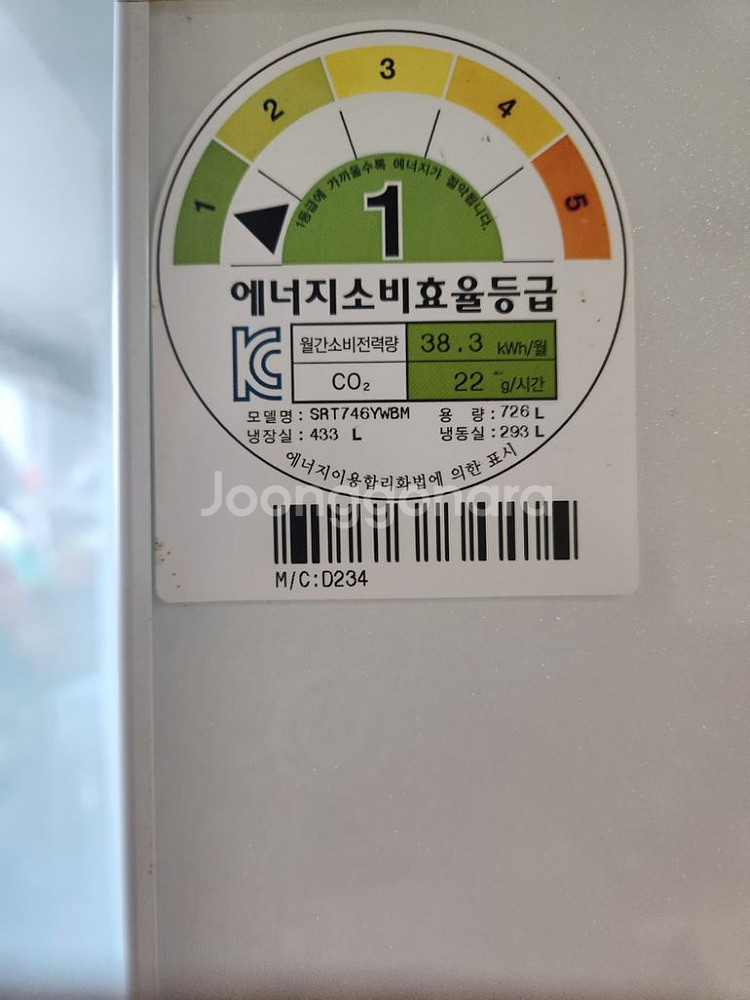 1 2 3 4 5
1등급에 가까울수록 에너지가 절약됩니다.
1
에너지소비효율등급
월간소비전력량 38.3 kWh/월
CO₂ 22 g/시간
모델명 : SRT746YWBM 용 량 : 726 L
냉장실 : 433 L 냉동실 : 293 L
에너지이용합리화법에 의한 표시
Joonggonara
M/C:D234